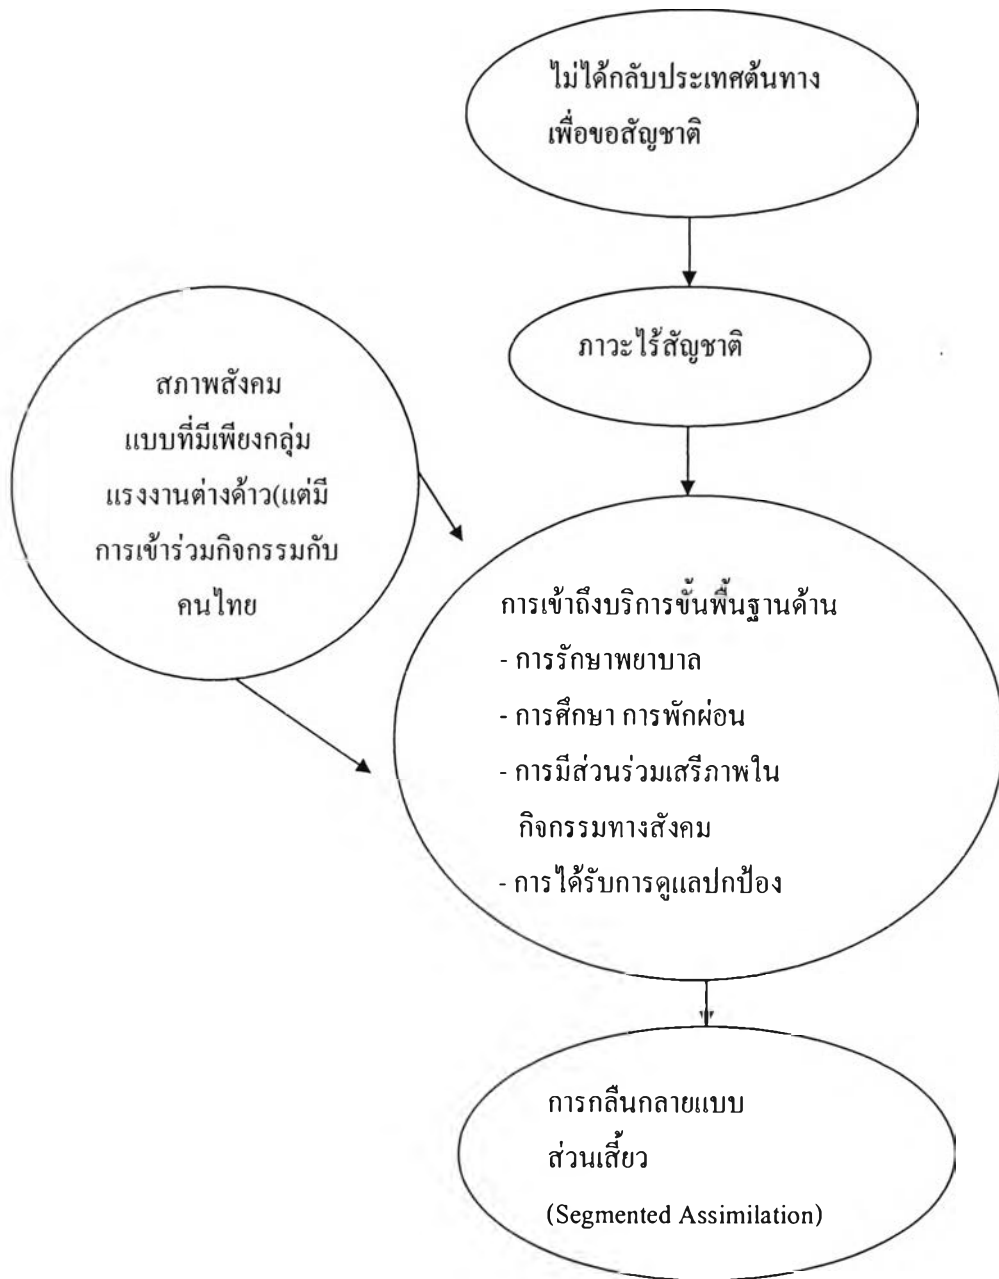 ไม่ได้กลับประเทศต้นทาง
เพื่อขอสัญชาติ
ภาวะไร้สัญชาติ
สภาพสังคม
แบบที่มีเพียงกลุ่ม
แรงงานต่างด้าว(แต่มี
การเข้าร่วมกิจกรรมกับ
คนไทย
การเข้าถึงบริการขั้นพื้นฐานด้าน
- การรักษาพยาบาล
- การศึกษา การพักผ่อน
- การมีส่วนร่วมเสรีภาพใน
กิจกรรมทางสังคม
- การได้รับการดูแลปกป้อง
การกลืนกลายแบบ
ส่วนเสี้ยว
(Segmented Assimilation)